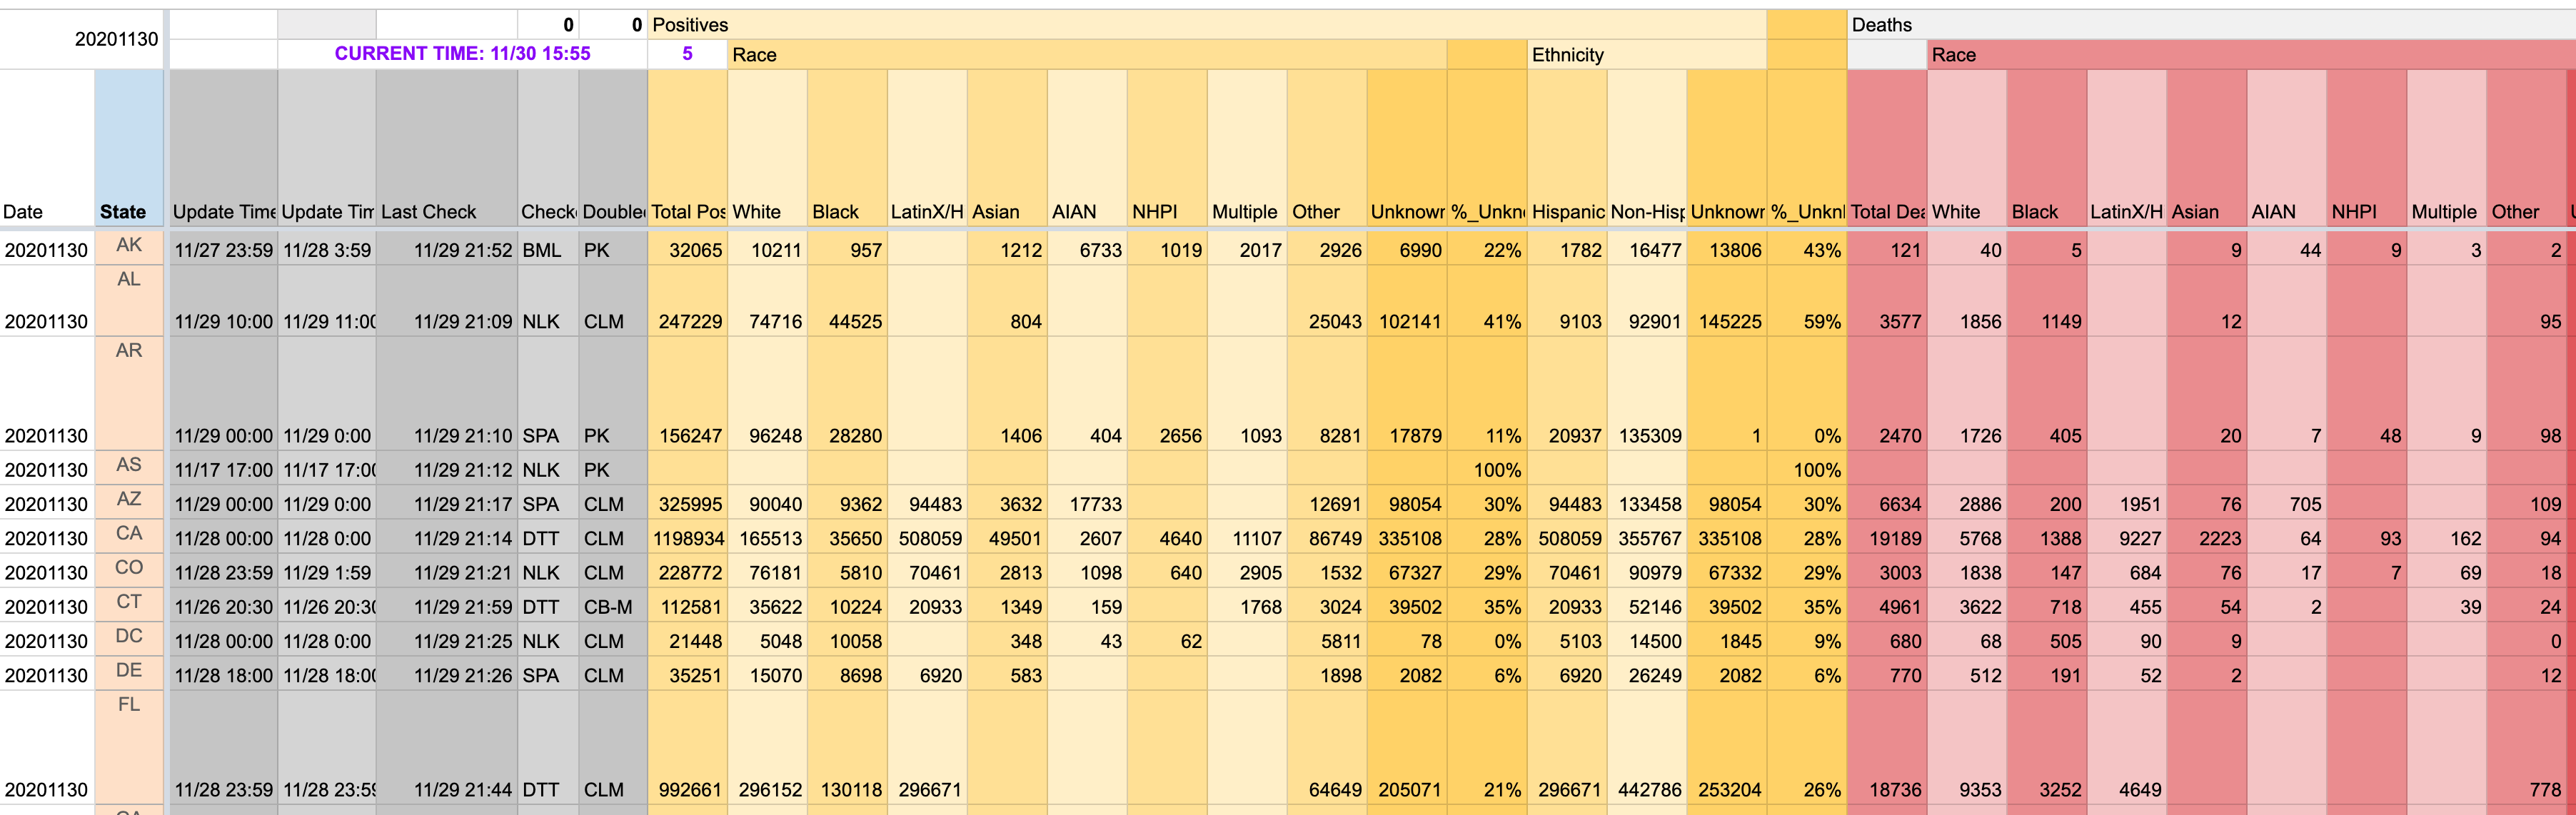 20201130 0 0 Positives Deaths
CURRENT TIME: 11/30 15:55 5 Race Ethnicity Race
Date State Update Time Update Tim Last Check Check Double Total Pos White Black LatinX/H Asian AIAN NHPI Multiple Other Unknown %_Unkn Hispanic Non-Hisp Unknown %_Unkn Total Dea White Black LatinX/H Asian AIAN NHPI Multiple Other U
20201130 AK 11/27 23:59 11/28 3:59 11/29 21:52 BML PK 32065 10211 957 1212 6733 1019 2017 2926 6990 22% 1782 16477 13806 43% 121 40 5 9 44 9 3 2
20201130 AL 11/29 10:00 11/29 11:00 11/29 21:09 NLK CLM 247229 74716 44525 804 25043 102141 41% 9103 92901 145225 59% 3577 1856 1149 12 95
20201130 AR 11/29 00:00 11/29 0:00 11/29 21:10 SPA PK 156247 96248 28280 1406 404 2656 1093 8281 17879 11% 20937 135309 1 0% 2470 1726 405 20 7 48 9 98
20201130 AS 11/17 17:00 11/17 17:00 11/29 21:12 NLK PK 100% 100%
20201130 AZ 11/29 00:00 11/29 0:00 11/29 21:17 SPA CLM 325995 90040 9362 94483 3632 17733 12691 98054 30% 94483 133458 98054 30% 6634 2886 200 1951 76 705 109
20201130 CA 11/28 00:00 11/28 0:00 11/29 21:14 DTT CLM 1198934 165513 35650 508059 49501 2607 4640 11107 86749 335108 28% 508059 355767 335108 28% 19189 5768 1388 9227 2223 64 93 162 94
20201130 CO 11/28 23:59 11/29 1:59 11/29 21:21 NLK CLM 228772 76181 5810 70461 2813 1098 640 2905 1532 67327 29% 70461 90979 67332 29% 3003 1838 147 684 76 17 7 69 18
20201130 CT 11/26 20:30 11/26 20:30 11/29 21:59 DTT CB-M 112581 35622 10224 20933 1349 159 1768 3024 39502 35% 20933 52146 39502 35% 4961 3622 718 455 54 2 39 24
20201130 DC 11/28 00:00 11/28 0:00 11/29 21:25 NLK CLM 21448 5048 10058 348 43 62 5811 78 0% 5103 14500 1845 9% 680 68 505 90 9 0
20201130 DE 11/28 18:00 11/28 18:00 11/29 21:26 SPA CLM 35251 15070 8698 6920 583 1898 2082 6% 6920 26249 2082 6% 770 512 191 52 2 12
20201130 FL 11/28 23:59 11/28 23:59 11/29 21:44 DTT CLM 992661 296152 130118 296671 64649 205071 21% 296671 442786 253204 26% 18736 9353 3252 4649 778